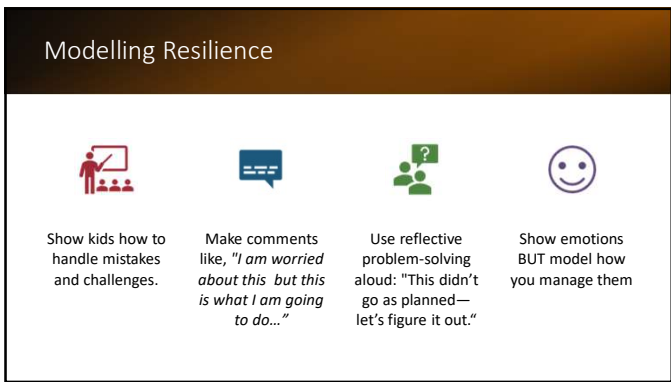 Modelling Resilience
?
Show kids how to
handle mistakes
and challenges.
Make comments
like, "I am worried
about this but this
is what I am going
to do…”
Use reflective
problem-solving
aloud: "This didn’t
go as planned—
let’s figure it out.“
Show emotions
BUT model how
you manage them